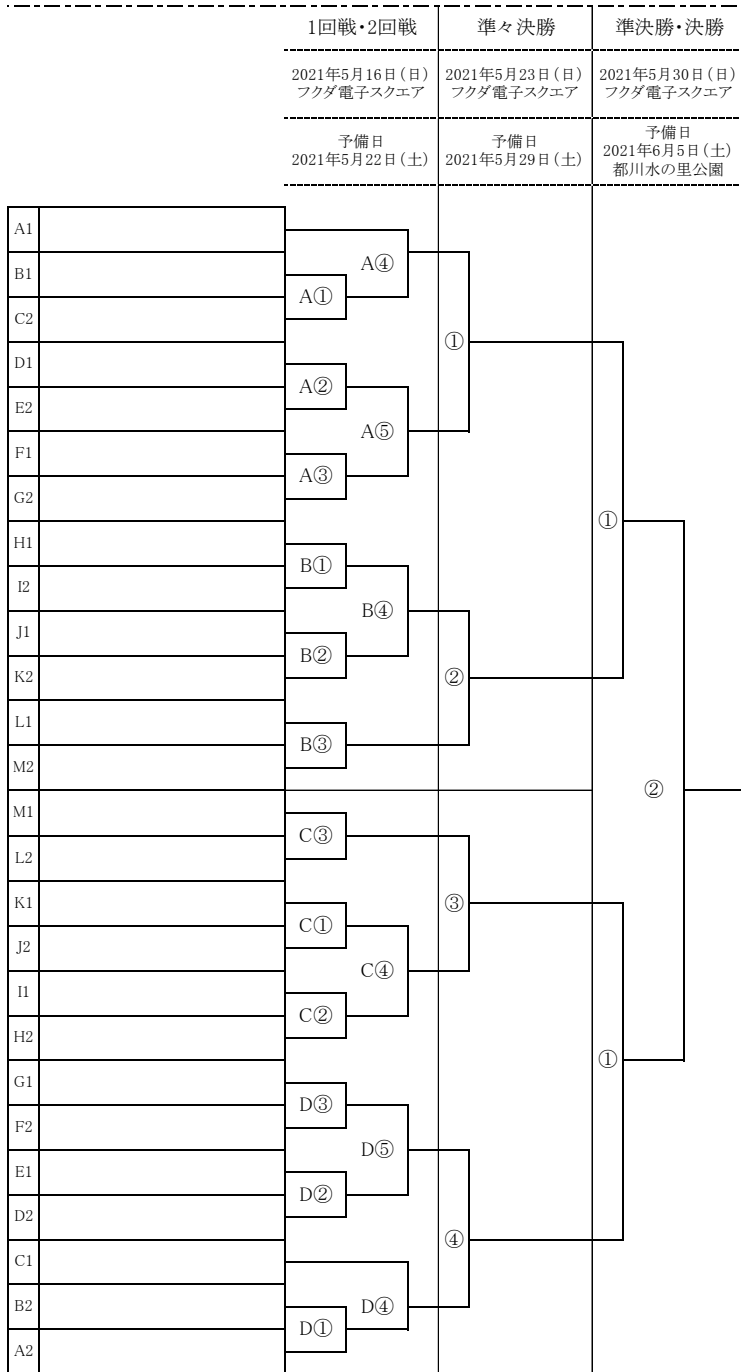 1回戦・2回戦 準々決勝 準決勝・決勝
2021年5月16日(日) 2021年5月23日(日) 2021年5月30日(日)
フクダ電子スクエア フクダ電子スクエア フクダ電子スクエア
予備日 予備日 予備日
2021年5月22日(土) 2021年5月29日(土) 2021年6月5日(土)
都川水の里公園
A1
A④
B1
A①
C2
①
D1
A②
E2
A⑤
F1
A③
G2
①
H1
B①
I2
B④
J1
B②
K2
②
L1
B③
M2
②
M1
C③
L2
K1
③
C①
J2
C④
I1
C②
H2
①
G1
D③
F2
D⑤
E1
D②
D2
④
C1
B2
D④
D①
A2